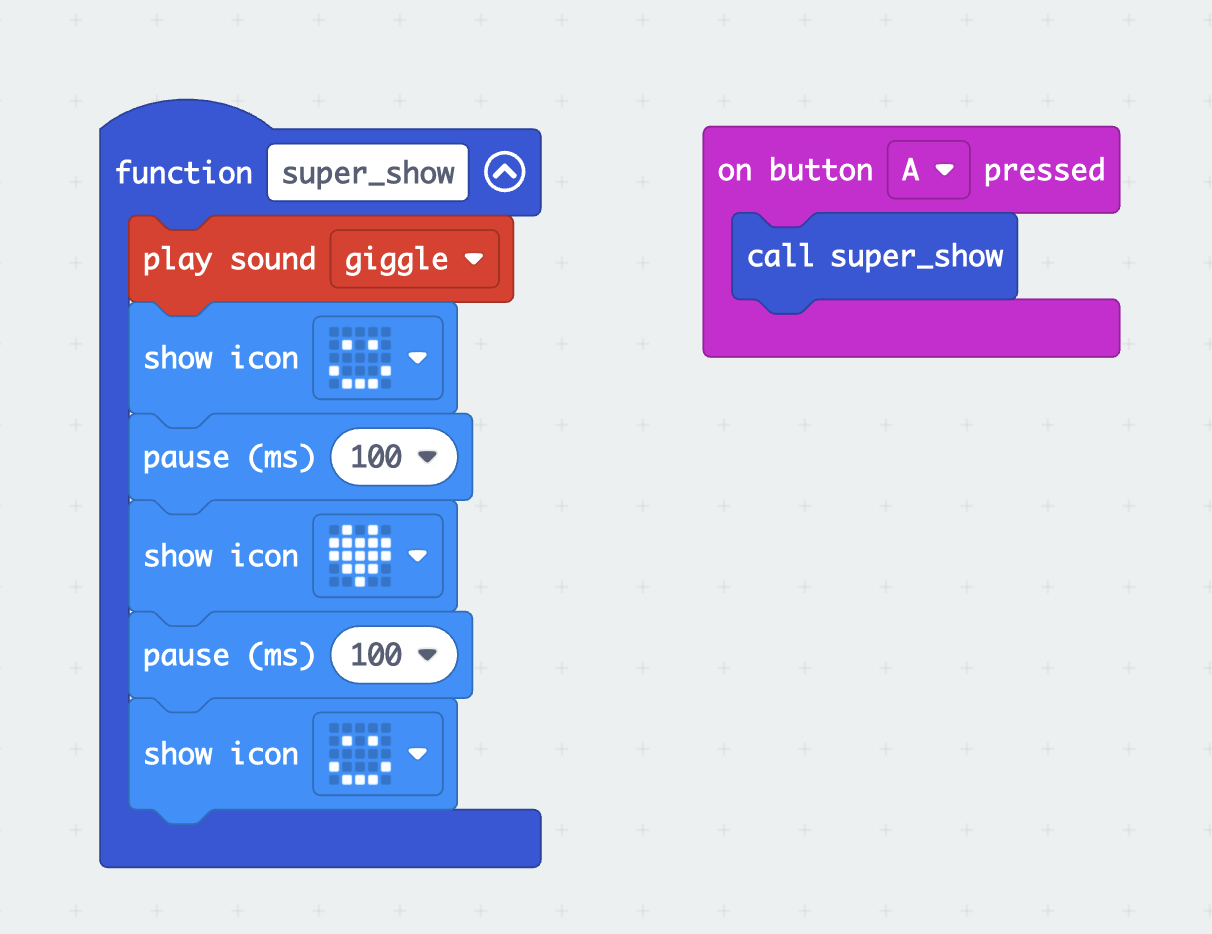 function super_show
play sound giggle
show icon
pause (ms) 100
show icon
pause (ms) 100
show icon
on button A pressed
call super_show